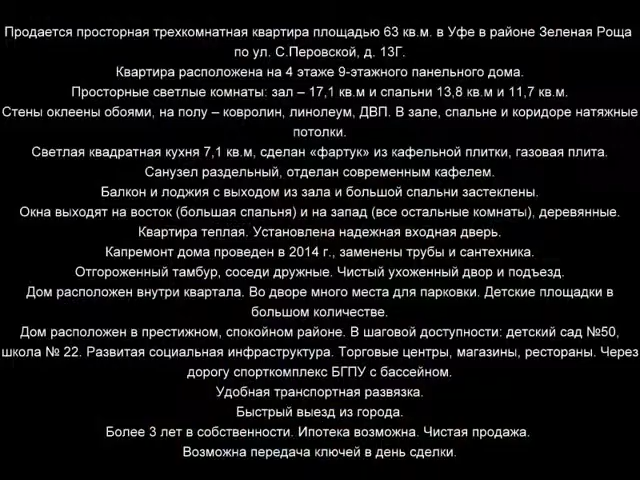 Продается просторная трехкомнатная квартира площадью 63 кв.м. в Уфе в районе Зеленая Роща
по ул. С.Перовской, д. 13Г.
Квартира расположена на 4 этаже 9-этажного панельного дома.
Просторные светлые комнаты: зал – 17,1 кв.м и спальни 13,8 кв.м и 11,7 кв.м.
Стены оклеены обоями, на полу – ковролин, линолеум, ДВП. В зале, спальне и коридоре натяжные
потолки.
Светлая квадратная кухня 7,1 кв.м, сделан «фартук» из кафельной плитки, газовая плита.
Санузел раздельный, отделан современным кафелем.
Балкон и лоджия с выходом из зала и большой спальни застеклены.
Окна выходят на восток (большая спальня) и на запад (все остальные комнаты), деревянные.
Квартира теплая. Установлена надежная входная дверь.
Капремонт дома проведен в 2014 г., заменены трубы и сантехника.
Отгороженный тамбур, соседи дружные. Чистый ухоженный двор и подъезд.
Дом расположен внутри квартала. Во дворе много места для парковки. Детские площадки в
большом количестве.
Дом расположен в престижном, спокойном районе. В шаговой доступности: детский сад №50,
школа № 22. Развитая социальная инфраструктура. Торговые центры, магазины, рестораны. Через
дорогу спорткомплекс БГПУ с бассейном.
Удобная транспортная развязка.
Быстрый выезд из города.
Более 3 лет в собственности. Ипотека возможна. Чистая продажа.
Возможна передача ключей в день сделки.